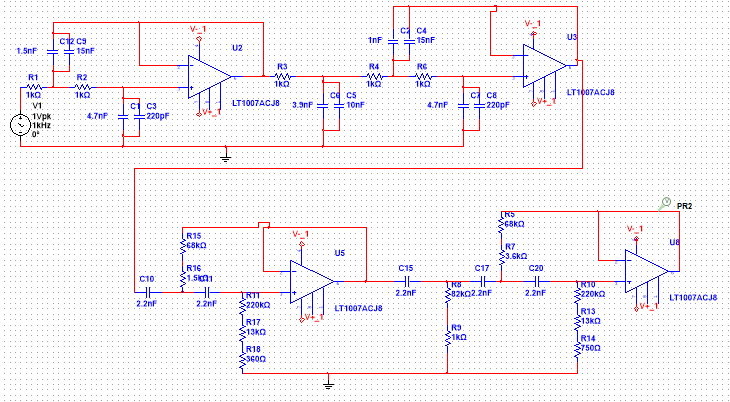 V-_1
V-_1
1nF
C2 C4
15nF
U3
1.5nF
C12 C9
15nF
U2
R1
1kΩ
R2
1kΩ
R3
1kΩ
R4
1kΩ
R6
1kΩ
LT1007ACJ8
LT1007ACJ8
V1
1Vpk
1kHz
0°
4.7nF
C1 C3
220pF
V+_1
3.9nF
C6 C5
10nF
4.7nF
C7 C8
220pF
V+_1
PR2
R15
68kΩ
R16
1.5kΩ
V-_1
U5
R5
68kΩ
R7
3.6kΩ
V-_1
U8
C10
2.2nF
C11
2.2nF
R11
220kΩ
R17
13kΩ
R18
560Ω
LT1007ACJ8
V+_1
C15
2.2nF
R8
82kΩ
R9
1kΩ
C17
2.2nF
C20
2.2nF
R10
220kΩ
R13
13kΩ
R14
750Ω
LT1007ACJ8
V+_1